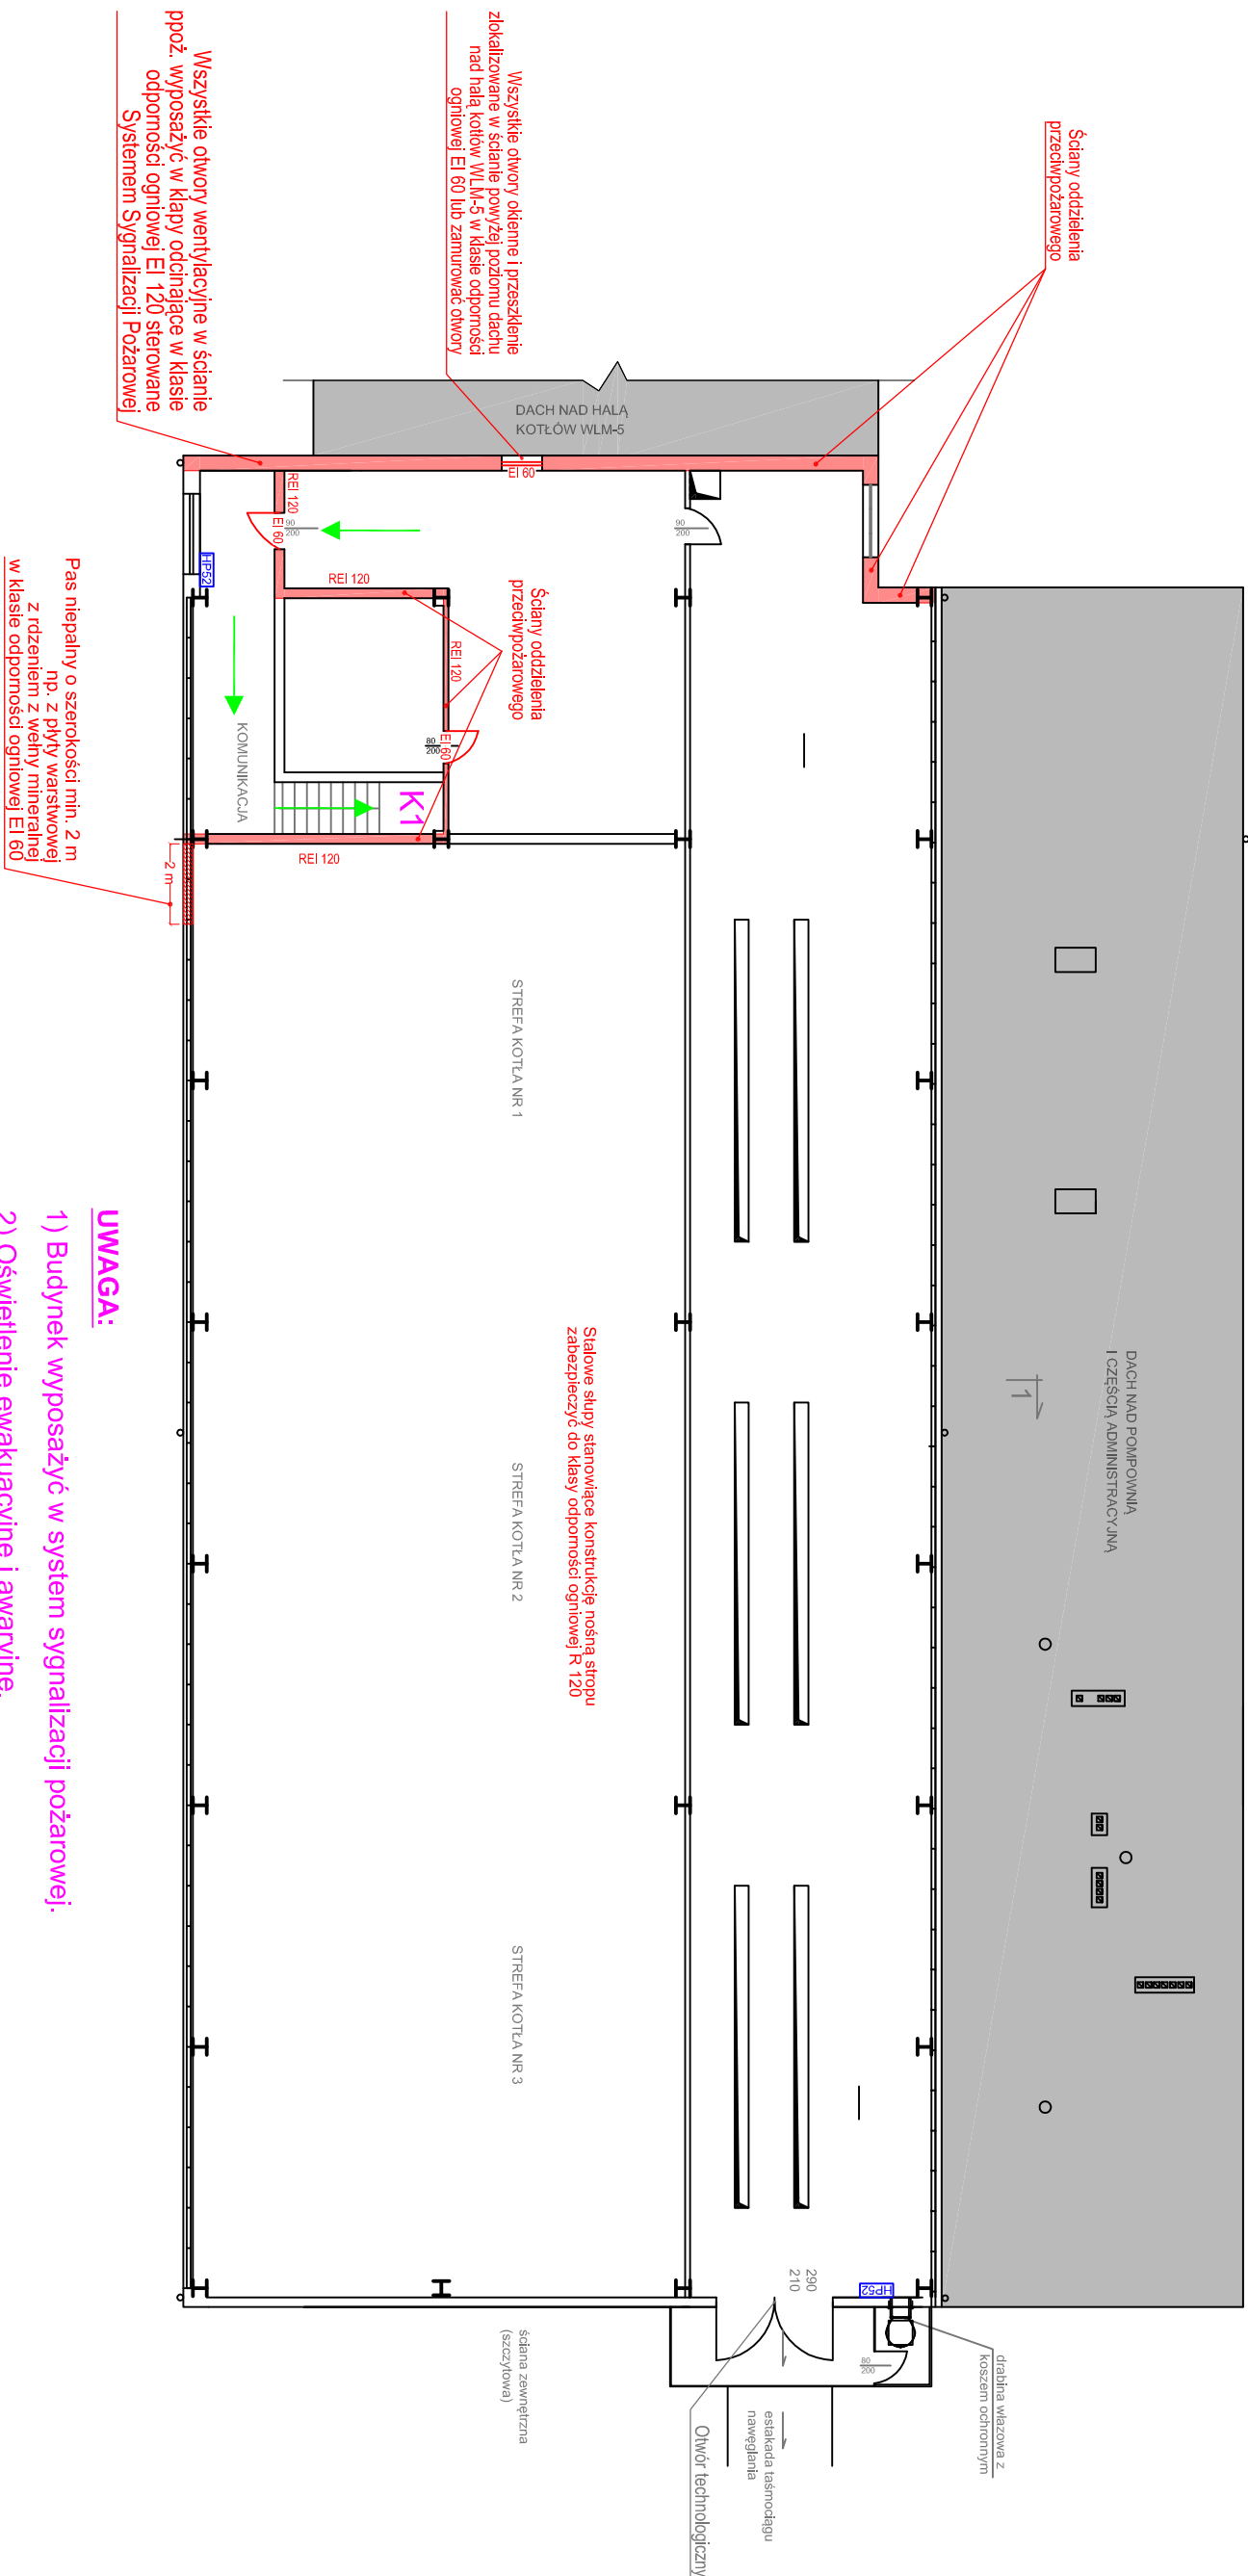 Ściany oddzielenia
przeciwpożarowego
Wszystkie otwory okienne i przeszklenie
zlokalizowane w ścianie powyżej poziomu dachu
nad halą kotłów WLM-5 w klasie odporności
ogniowej EI 60 lub zamurować otwory
Wszystkie otwory wentylacyjne w ścianie
ppoż. wyposażyć w klapy odcinające w klasie
odporności ogniowej EI 120 sterowane
Systemem Sygnalizacji Pożarowej
DACH NAD HALĄ
KOTŁÓW WLM-5
EI 60
REI 120
EI 60
90
200
90
200
HP52
REI 120
Ściany oddzielenia
przeciwpożarowego
REI 120
EI 60
80
200
KOMUNIKACJA
K1
REI 120
2 m
Pas niepalny o szerokości min. 2 m
np. z płyty warstwowej
z rdzeniem z wełny mineralnej
w klasie odporności ogniowej EI 60
STREFA KOTŁA NR 1
DACH NAD POMPOWNIĄ
I CZĘŚCIĄ ADMINISTRACYJNĄ
1
Stalowe słupy stanowiące konstrukcję nośną stropu
zabezpieczyć do klasy odporności ogniowej R 120
STREFA KOTŁA NR 2
STREFA KOTŁA NR 3
UWAGA:
1) Budynek wyposażyć w system sygnalizacji pożarowej.
2) Oświetlenie ewakuacyjne i awaryjne.
290
210
HP52
80
200
drabina włazowa z
koszem ochronnym
ściana zewnętrzna
(szczytowa)
estakada taśmociągu
nawęglania
Otwór technologiczny